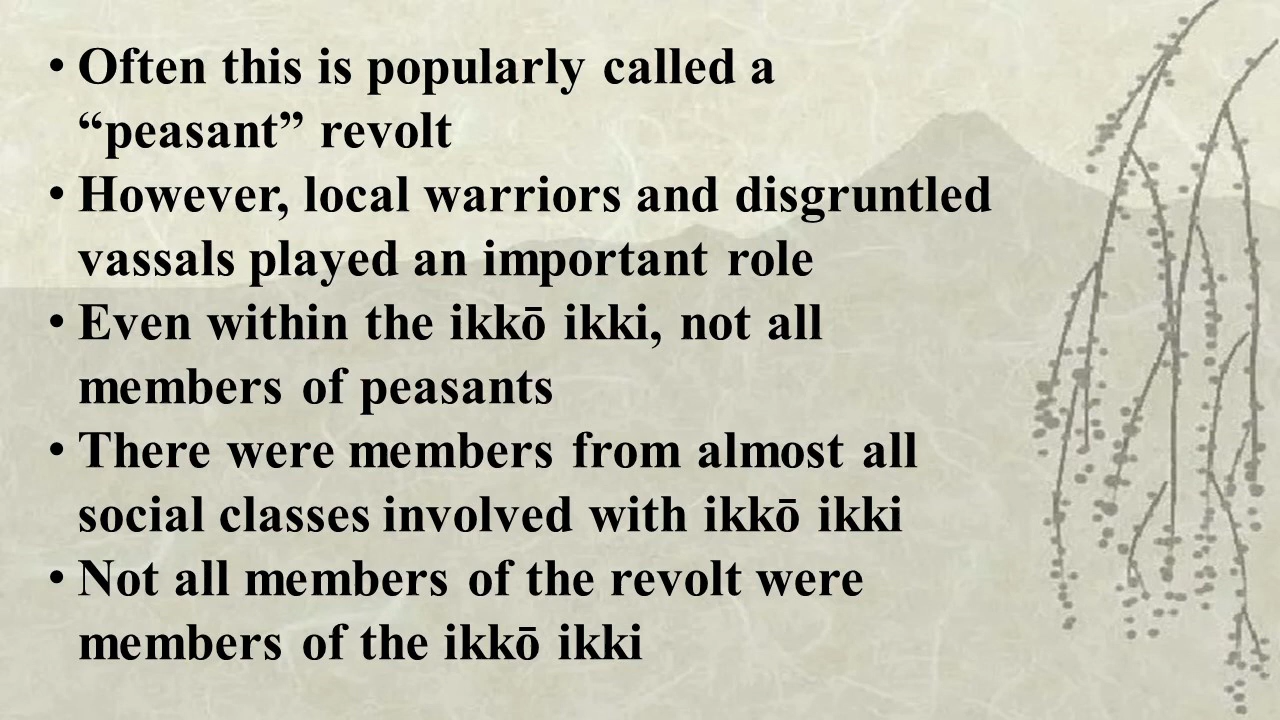 • Often this is popularly called a
“peasant” revolt
• However, local warriors and disgruntled
vassals played an important role
• Even within the ikkō ikki, not all
members of peasants
• There were members from almost all
social classes involved with ikkō ikki
• Not all members of the revolt were
members of the ikkō ikki